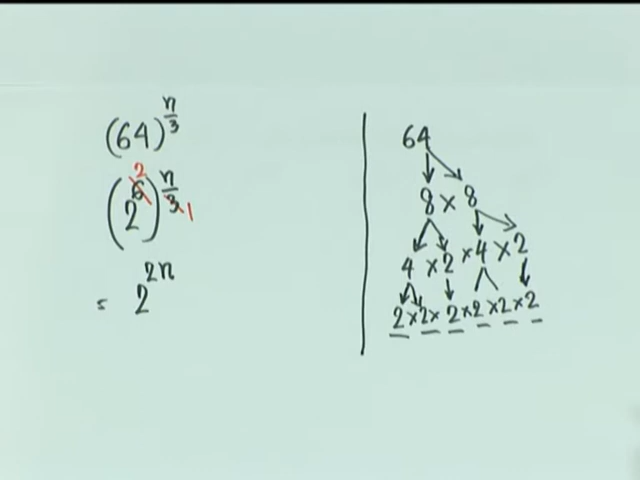 (64)^(n/3)
(2^6)^(n/3) 2 1
= 2^(2n)
64
8 × 8
4 × 2 × 4 × 2
2 × 2 × 2 × 2 × 2 × 2